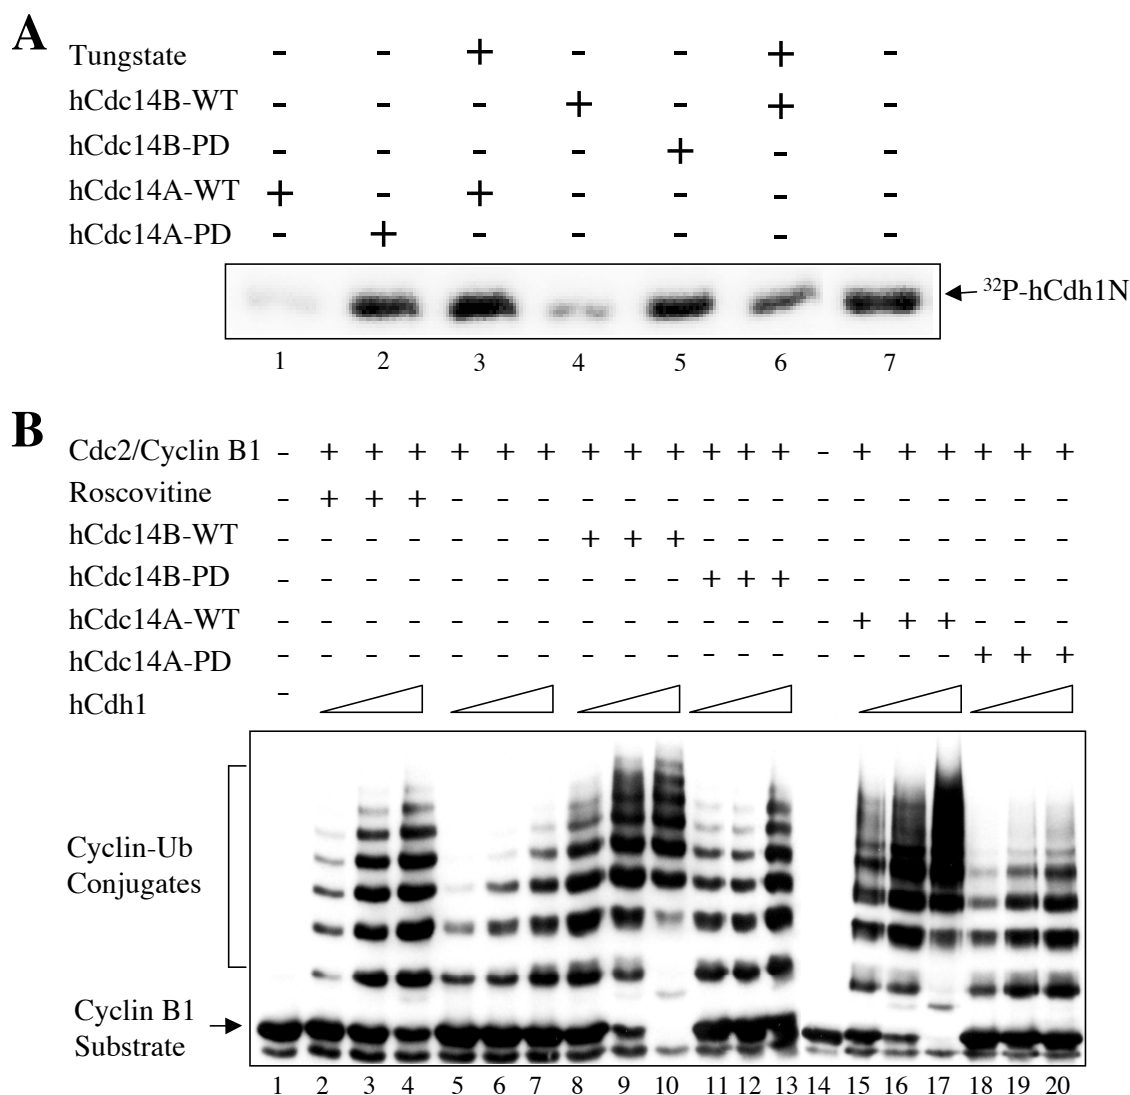 A
Tungstate - - + - - + -
hCdc14B-WT - - - + - + -
hCdc14B-PD - - - - + - -
hCdc14A-WT + - + - - - -
hCdc14A-PD - + - - - - -
32P-hCdh1N
1 2 3 4 5 6 7
B
Cdc2/Cyclin B1 - + + + + + + + + + + + + - + + + + + +
Roscovitine - + + + - - - - - - - - - - - - - - - -
hCdc14B-WT - - - - - - - + + + - - - - - - - - - -
hCdc14B-PD - - - - - - - - - - + + + - - - - - - -
hCdc14A-WT - - - - - - - - - - - - - - + + + - - -
hCdc14A-PD - - - - - - - - - - - - - - - - - + + +
hCdh1 -
Cyclin-Ub
Conjugates
Cyclin B1
Substrate
1 2 3 4 5 6 7 8 9 10 11 12 13 14 15 16 17 18 19 20